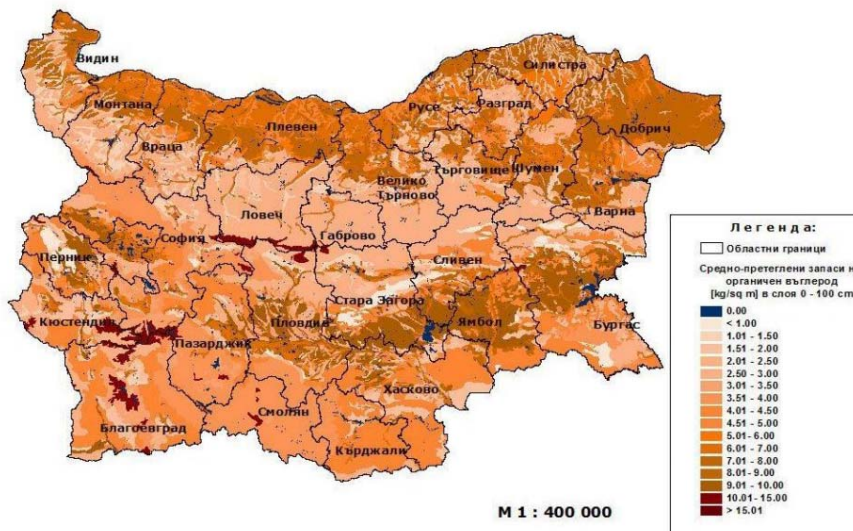 Видин
Монтана
Враца
Плевен
Русе
Силистра
Разград
Добрич
Велико
Търново
Търговище
Шумен
Варна
Ловеч
Габрово
София
Перник
Сливен
Кюстендил
Стара Загора
Пловдив
Ямбол
Бургас
Пазарджик
Хасково
Смолян
Благоевград
Кърджали
М 1 : 400 000
Легенда:
Областни граници
Средно-претеглени запаси на
органичен въглерод
[kg/sq m] в слоя 0 - 100 cm
0.00
< 1.00
1.01 - 1.50
1.51 - 2.00
2.01 - 2.50
2.50 - 3.00
3.01 - 3.50
3.51 - 4.00
4.01 - 4.50
4.51 - 5.00
5.01- 6.00
6.01 - 7.00
7.01 - 8.00
8.01 - 9.00
9.01 - 10.00
10.01 - 15.00
> 15.01